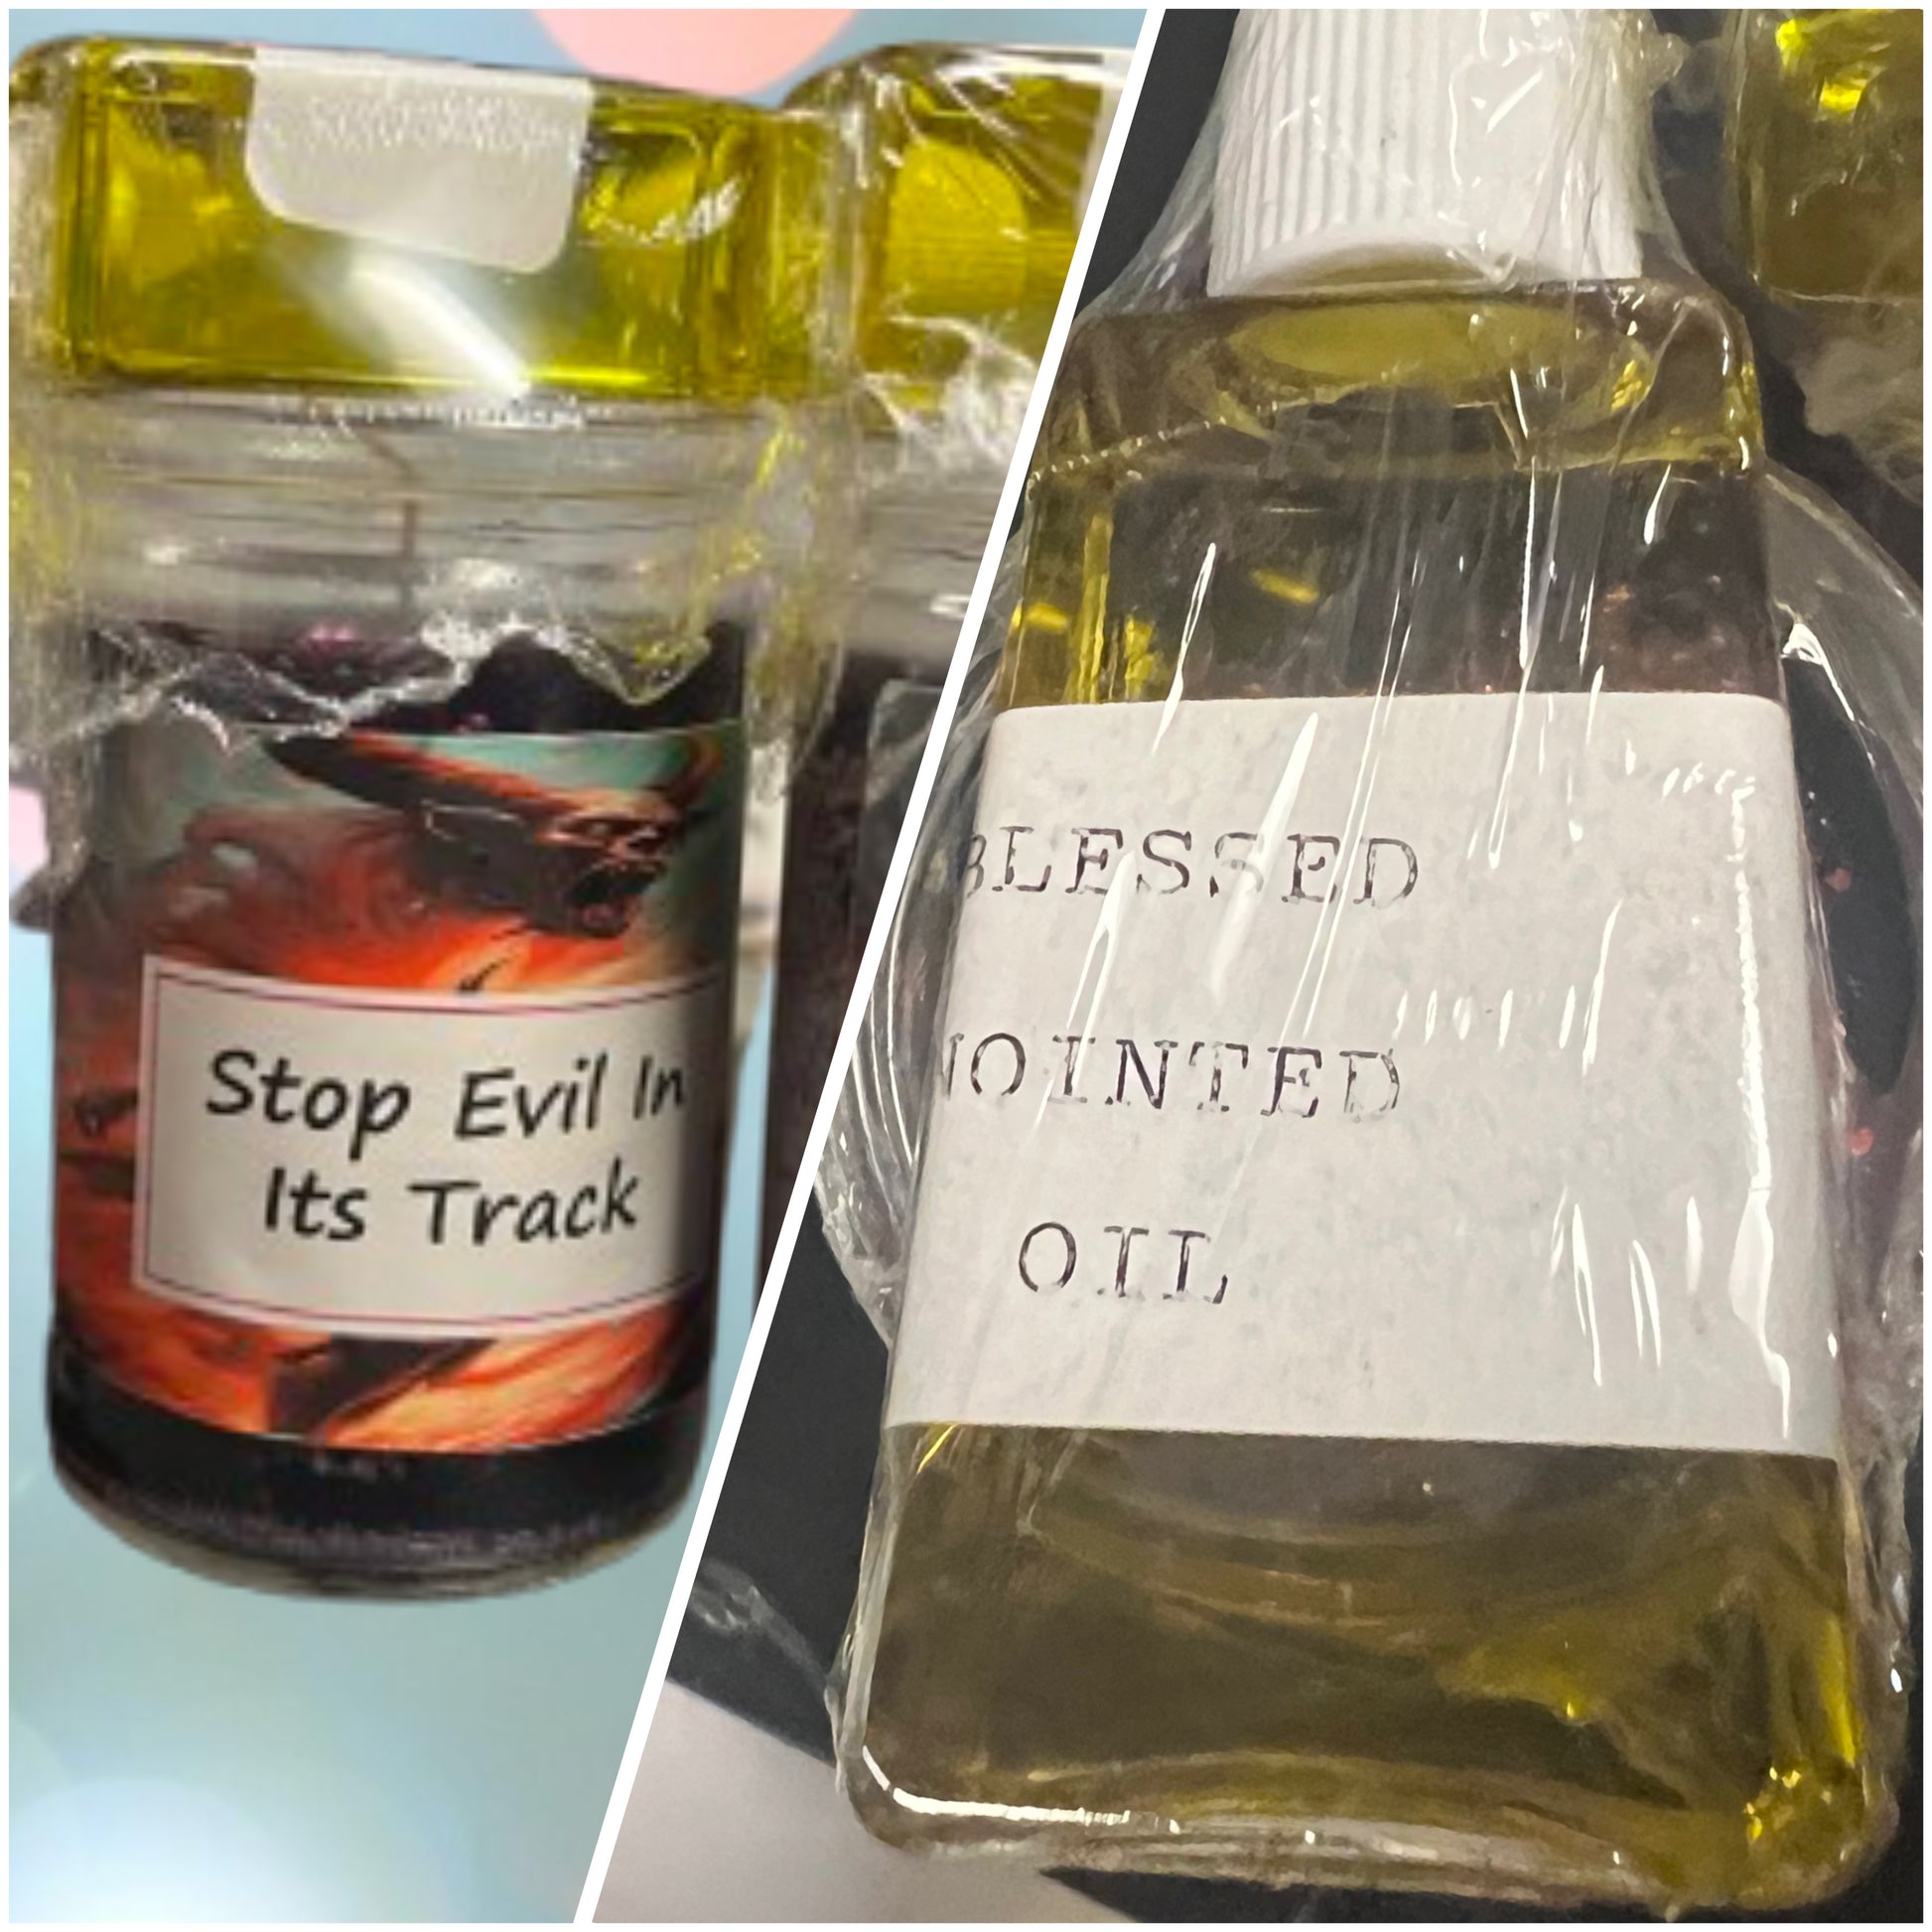 Stop Evil In
Its Track
BLESSED
NOINTED
OIL